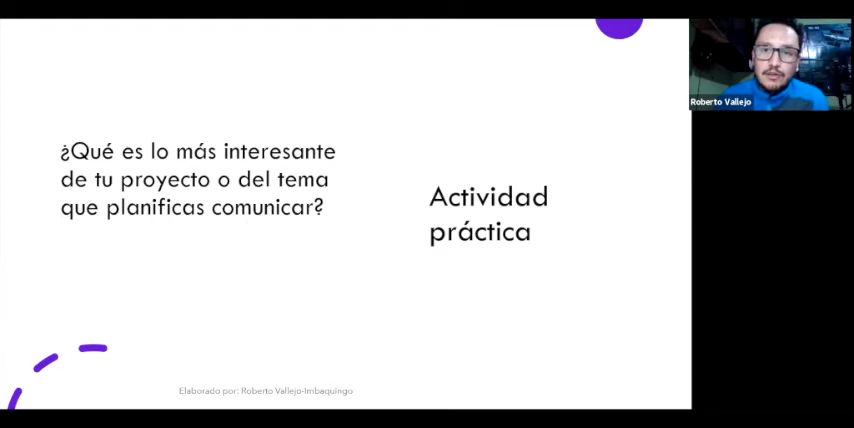 ¿Qué es lo más interesante
de tu proyecto o del tema
que planificas comunicar?
Actividad
práctica
Elaborado por: Roberto Vallejo-Imbaquingo
Roberto Vallejo